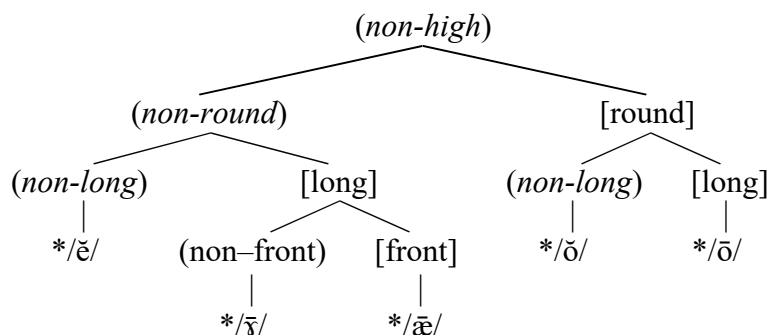 (non-high)
(non-round) [round]
(non-long) [long] (non-long) [long]
*/ĕ/ (non–front) [front] */ŏ/ */ō/
*/ɤ̄/ */ǣ/